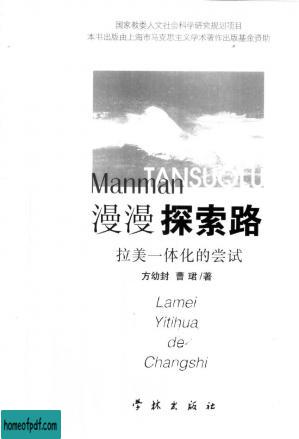 国家教委人文社会科学研究规划项目
本书出版由上海市马克思主义学术著作出版基金资助
TANSUOLU
Manman
漫漫 探索路
拉美一体化的尝试
方幼封 曹 珺/著
Lamei
Yitihua
de
Changshi
学林出版社
homeofpdf.com